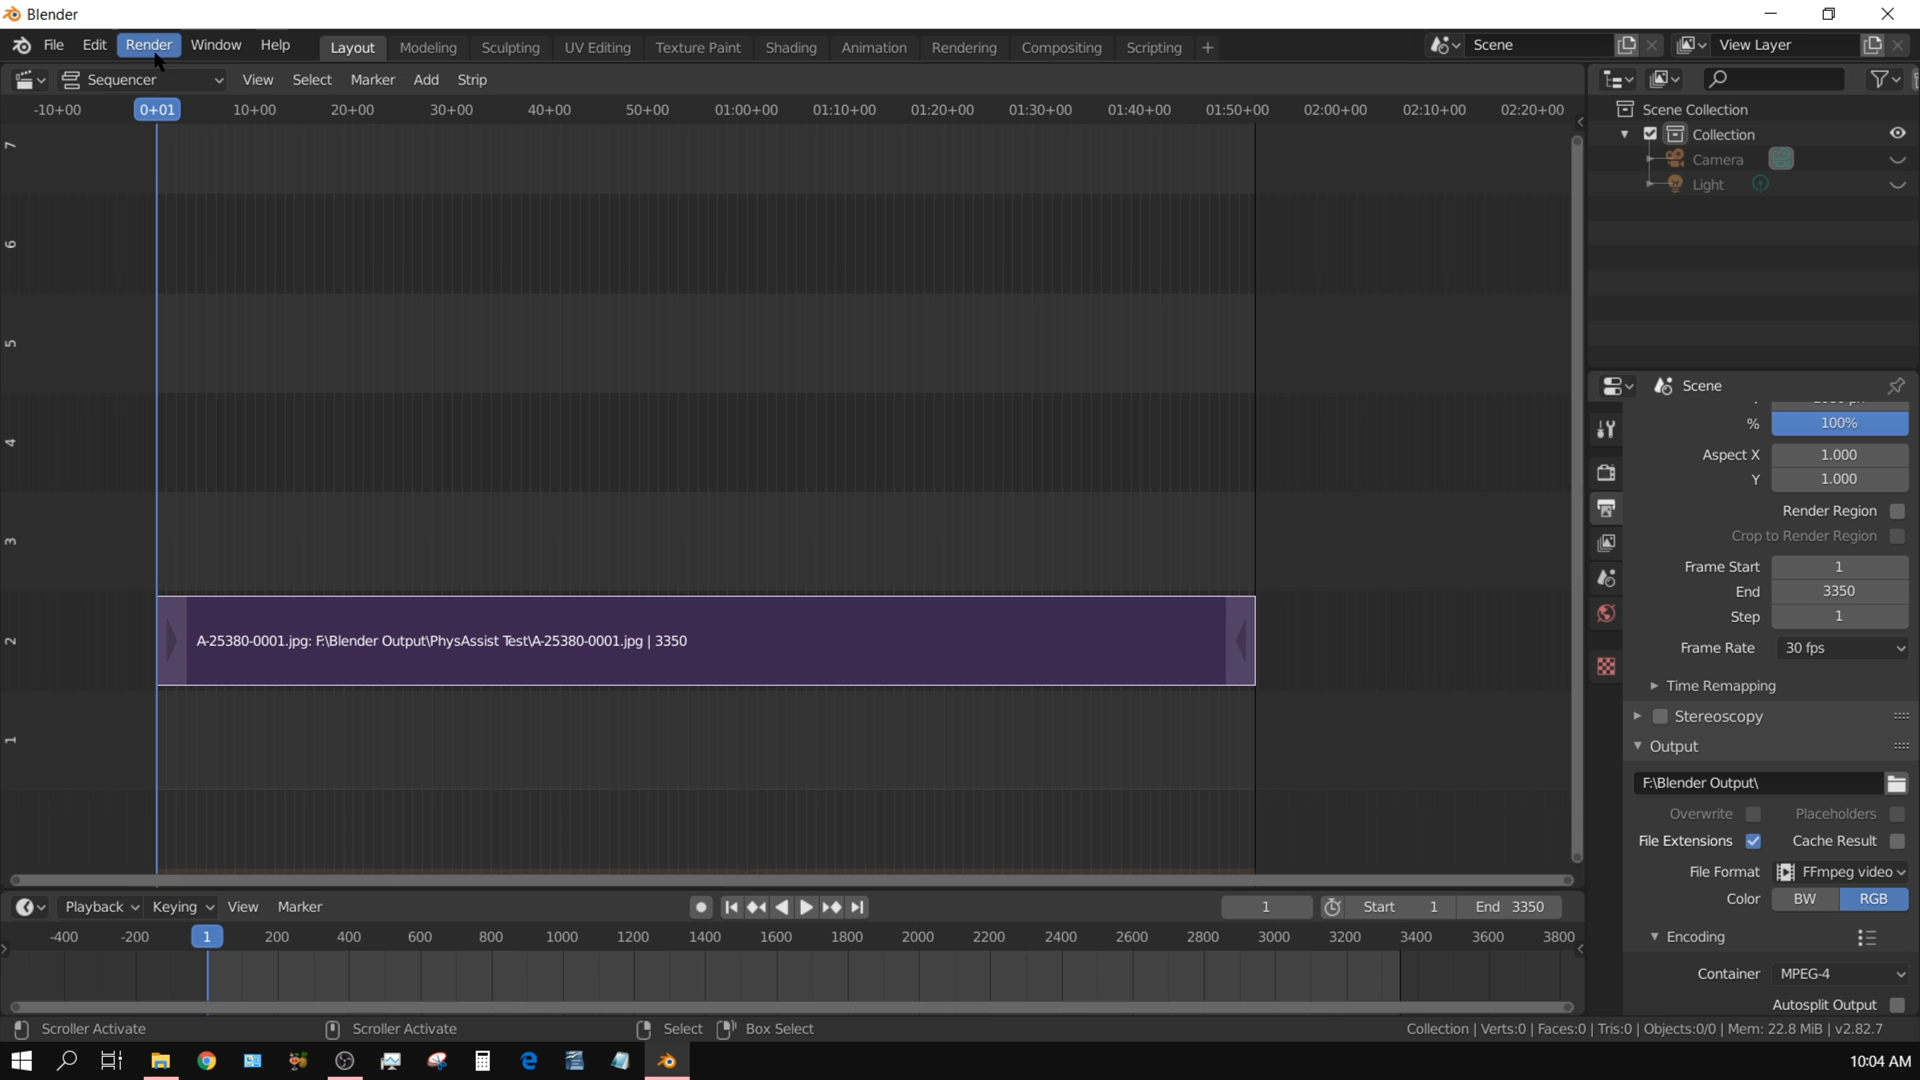 Blender
File Edit Render Window Help Layout Modeling Sculpting UV Editing Texture Paint Shading Animation Rendering Compositing Scripting + Scene View Layer
Sequencer View Select Marker Add Strip
-10+00 0+01 10+00 20+00 30+00 40+00 50+00 01:00+00 01:10+00 01:20+00 01:30+00 01:40+00 01:50+00 02:00+00 02:10+00 02:20+00
Scene Collection
Collection
Camera
Light
7
6
5
4
3
2
1
A-25380-0001.jpg: F:\Blender Output\PhysAssist Test\A-25380-0001.jpg | 3350
Scene
% 100%
Aspect X 1.000
Y 1.000
Render Region
Crop to Render Region
Frame Start 1
End 3350
Step 1
Frame Rate 30 fps
Time Remapping
Stereoscopy
Output
F:\Blender Output\
Overwrite Placeholders
File Extensions Cache Result
File Format FFmpeg video
Color BW RGB
Encoding
Container MPEG-4
Autosplit Output
Playback Keying View Marker 1 Start 1 End 3350
-400 -200 1 200 400 600 800 1000 1200 1400 1600 1800 2000 2200 2400 2600 2800 3000 3200 3400 3600 3800
Scroller Activate Scroller Activate Select Box Select Collection | Verts:0 | Faces:0 | Tris:0 | Objects:0/0 | Mem: 22.8 MiB | v2.82.7
10:04 AM